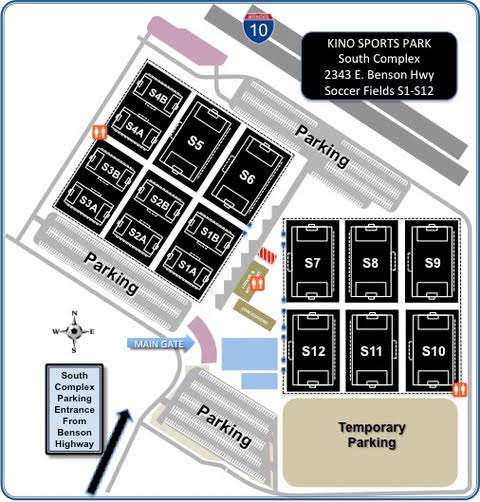 INTERSTATE
10
KINO SPORTS PARK
South Complex
2343 E. Benson Hwy
Soccer Fields S1-S12
Parking
S4B
S4A
S5
S6
S3B
S3A
S2B
S2A
S1B
S1A
Parking
CONCESSIONS
S7
S8
S9
S12
S11
S10
N
W
E
S
MAIN GATE
South
Complex
Parking
Entrance
From
Benson
Highway
Parking
Temporary
Parking